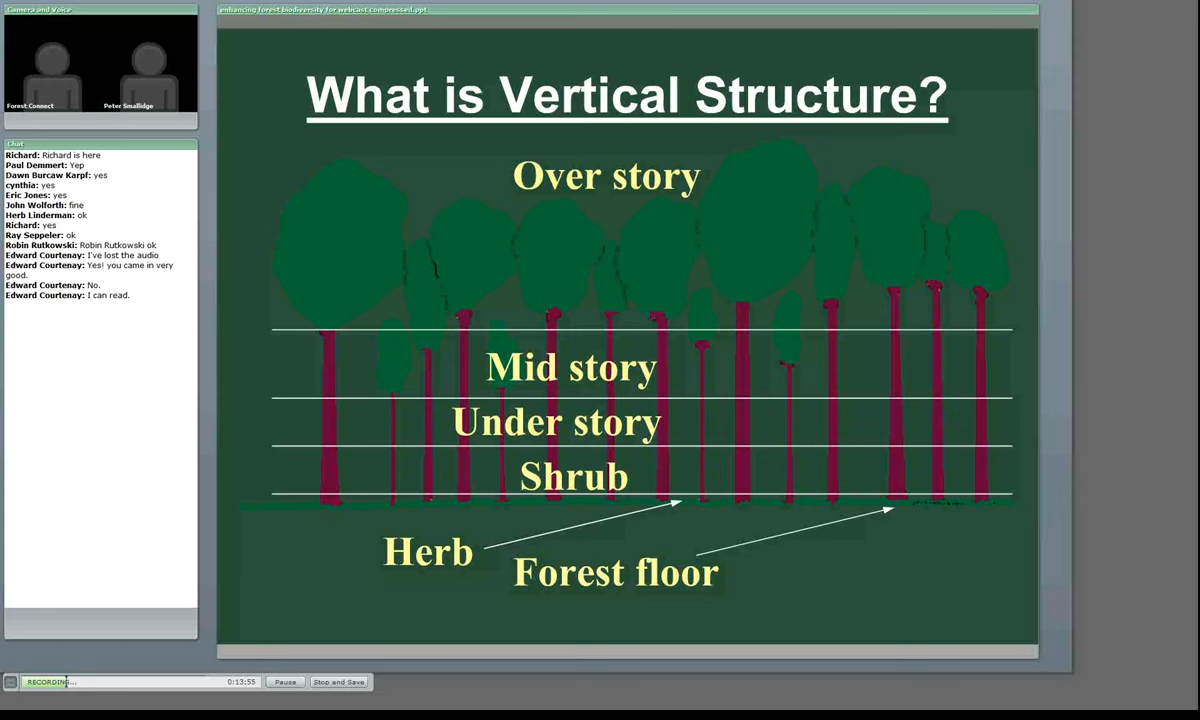 Camera and Voice
Forest Connect
Peter Smallidge
Chat
Richard: Richard is here
Paul Demmert: Yep
Dawn Burcaw Karpf: yes
cynthia: yes
Eric Jones: yes
John Wolforth: fine
Herb Linderman: ok
Richard: yes
Ray Seppeler: ok
Robin Rutkowski: Robin Rutkowski ok
Edward Courtenay: I've lost the audio
Edward Courtenay: Yes! you came in very
good.
Edward Courtenay: No.
Edward Courtenay: I can read.
enhancing forest biodiversity for webcast compressed.ppt
What is Vertical Structure?
Over story
Mid story
Under story
Shrub
Herb
Forest floor
RECORDING...
0:13:55
Pause
Stop and Save